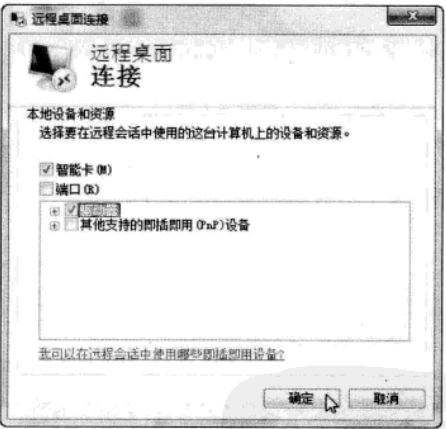 远程桌面连接
远程桌面
连接
本地设备和资源
选择要在远程会话中使用的这台计算机上的设备和资源。
智能卡(M)
端口(R)
驱动器
其他支持的即插即用(PnP)设备
我可以在远程会话中使用哪些即插即用设备?
确定
取消